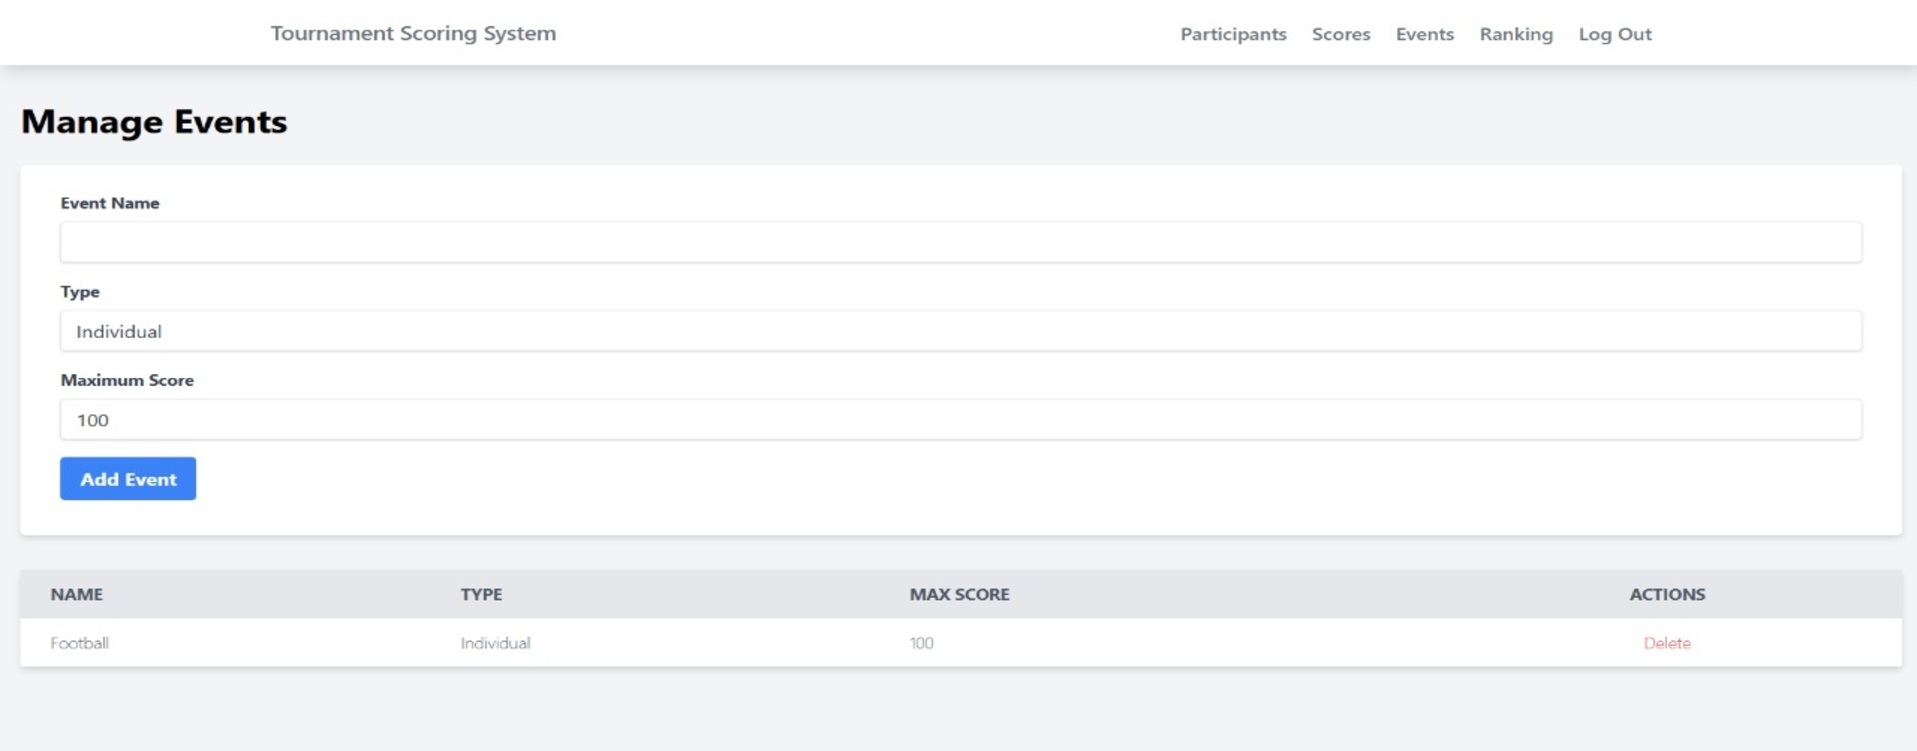 Tournament Scoring System Participants Scores Events Ranking Log Out
Manage Events
Event Name
Type
Individual
Maximum Score
100
Add Event
NAME TYPE MAX SCORE ACTIONS
Football Individual 100 Delete